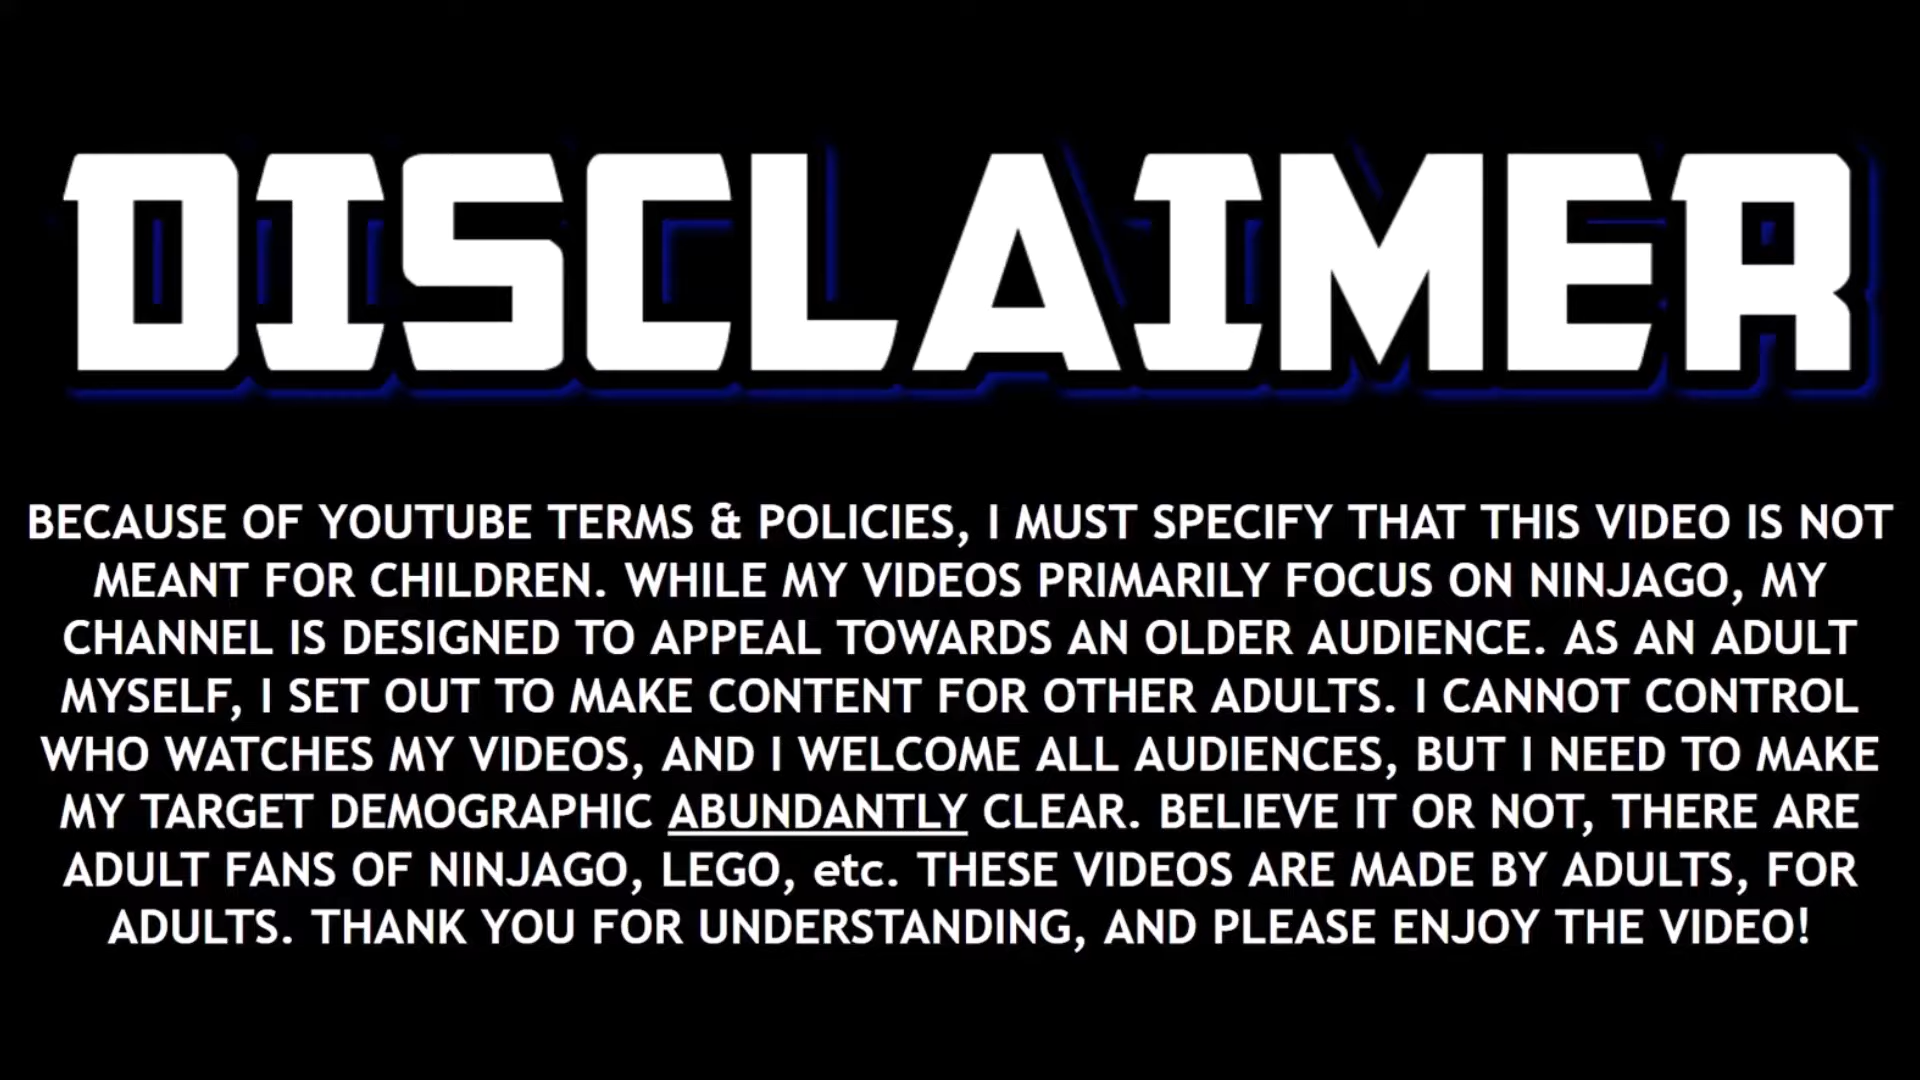 DISCLAIMER
BECAUSE OF YOUTUBE TERMS & POLICIES, I MUST SPECIFY THAT THIS VIDEO IS NOT
MEANT FOR CHILDREN. WHILE MY VIDEOS PRIMARILY FOCUS ON NINJAGO, MY
CHANNEL IS DESIGNED TO APPEAL TOWARDS AN OLDER AUDIENCE. AS AN ADULT
MYSELF, I SET OUT TO MAKE CONTENT FOR OTHER ADULTS. I CANNOT CONTROL
WHO WATCHES MY VIDEOS, AND I WELCOME ALL AUDIENCES, BUT I NEED TO MAKE
MY TARGET DEMOGRAPHIC ABUNDANTLY CLEAR. BELIEVE IT OR NOT, THERE ARE
ADULT FANS OF NINJAGO, LEGO, etc. THESE VIDEOS ARE MADE BY ADULTS, FOR
ADULTS. THANK YOU FOR UNDERSTANDING, AND PLEASE ENJOY THE VIDEO!